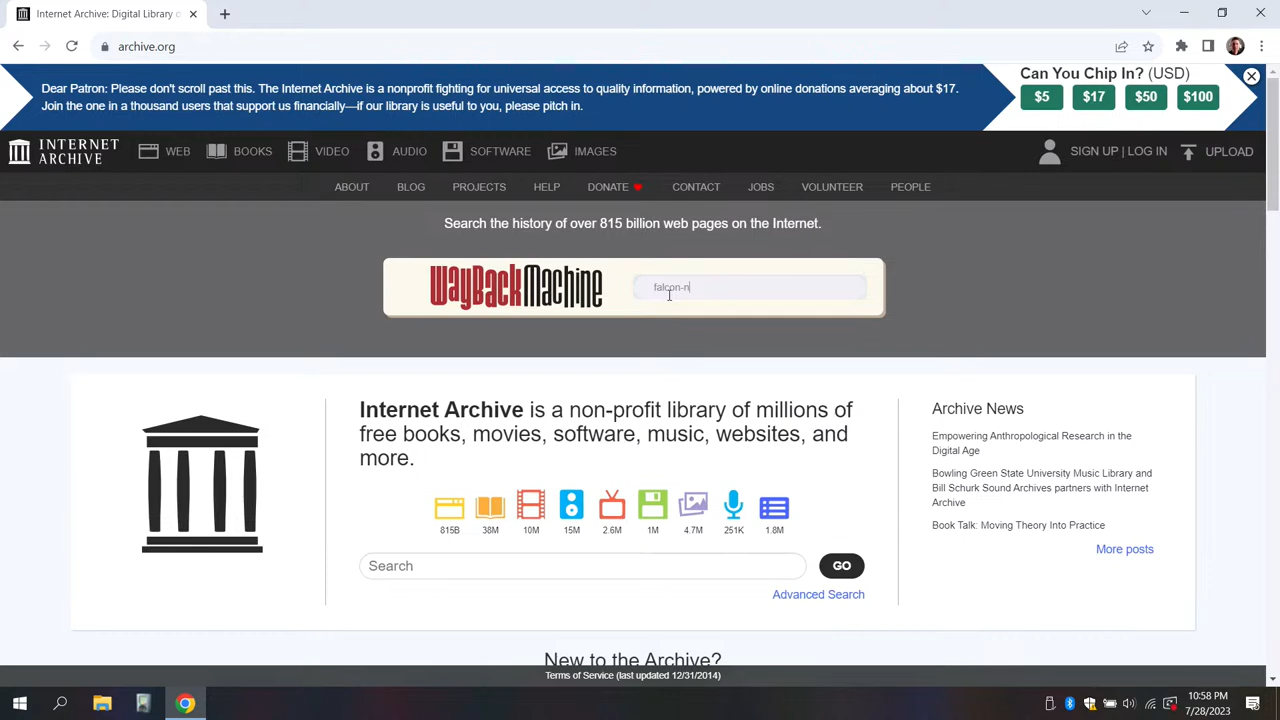 Internet Archive: Digital Library o
archive.org
Dear Patron: Please don't scroll past this. The Internet Archive is a nonprofit fighting for universal access to quality information, powered by online donations averaging about $17.
Join the one in a thousand users that support us financially—if our library is useful to you, please pitch in.
Can You Chip In? (USD)
$5 $17 $50 $100
INTERNET ARCHIVE
WEB BOOKS VIDEO AUDIO SOFTWARE IMAGES
SIGN UP | LOG IN UPLOAD
ABOUT BLOG PROJECTS HELP DONATE CONTACT JOBS VOLUNTEER PEOPLE
Search the history of over 815 billion web pages on the Internet.
WayBackMachine
falcon-n
Internet Archive is a non-profit library of millions of
free books, movies, software, music, websites, and
more.
815B 38M 10M 15M 2.6M 1M 4.7M 251K 1.8M
Search GO
Advanced Search
Archive News
Empowering Anthropological Research in the
Digital Age
Bowling Green State University Music Library and
Bill Schurk Sound Archives partners with Internet
Archive
Book Talk: Moving Theory Into Practice
More posts
New to the Archive?
Terms of Service (last updated 12/31/2014)
10:58 PM
7/28/2023